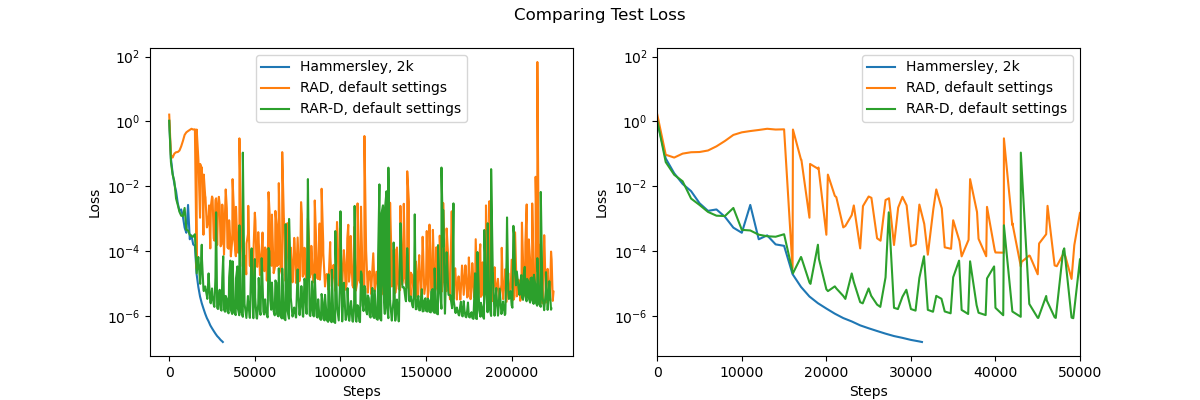 Comparing Test Loss
Hammersley, 2k
RAD, default settings
RAR-D, default settings
10^2
10^0
10^-2
10^-4
10^-6
Loss
0 50000 100000 150000 200000
Steps
Hammersley, 2k
RAD, default settings
RAR-D, default settings
10^2
10^0
10^-2
10^-4
10^-6
Loss
0 10000 20000 30000 40000 50000
Steps